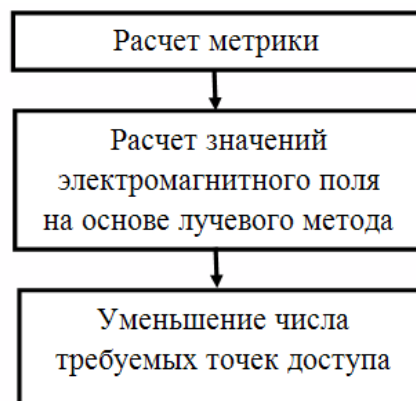 Расчет метрики
Расчет значений
электромагнитного поля
на основе лучевого метода
Уменьшение числа
требуемых точек доступа